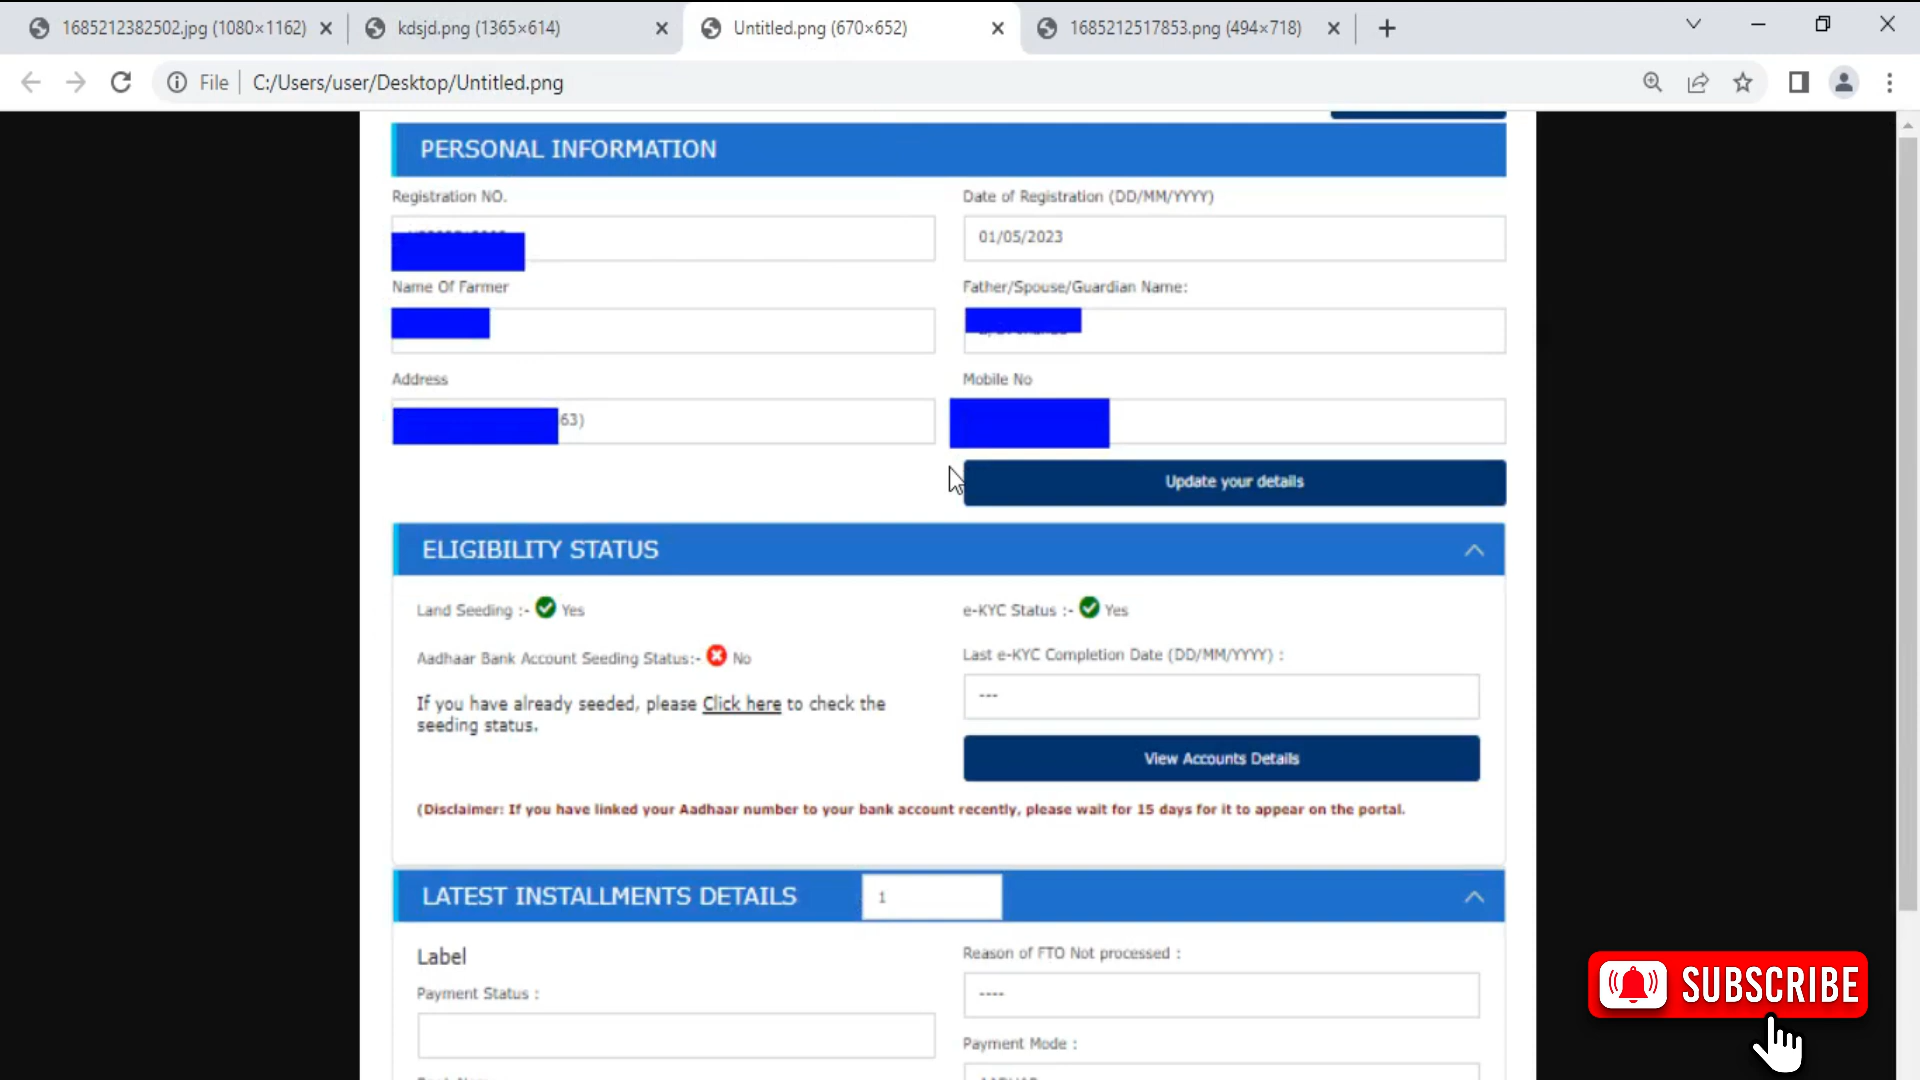 1685212382502.jpg (1080×1162)
kdsjd.png (1365×614)
Untitled.png (670×652)
1685212517853.png (494×718)
File
C:/Users/user/Desktop/Untitled.png
PERSONAL INFORMATION
Registration NO.
Date of Registration (DD/MM/YYYY)
01/05/2023
Name Of Farmer
Father/Spouse/Guardian Name:
Address
Mobile No
63)
Update your details
ELIGIBILITY STATUS
Land Seeding :- Yes
e-KYC Status :- Yes
Aadhaar Bank Account Seeding Status:- No
Last e-KYC Completion Date (DD/MM/YYYY) :
---
If you have already seeded, please Click here to check the
seeding status.
View Accounts Details
(Disclaimer: If you have linked your Aadhaar number to your bank account recently, please wait for 15 days for it to appear on the portal.
LATEST INSTALLMENTS DETAILS 1
Label
Reason of FTO Not processed :
Payment Status :
----
Payment Mode :
SUBSCRIBE